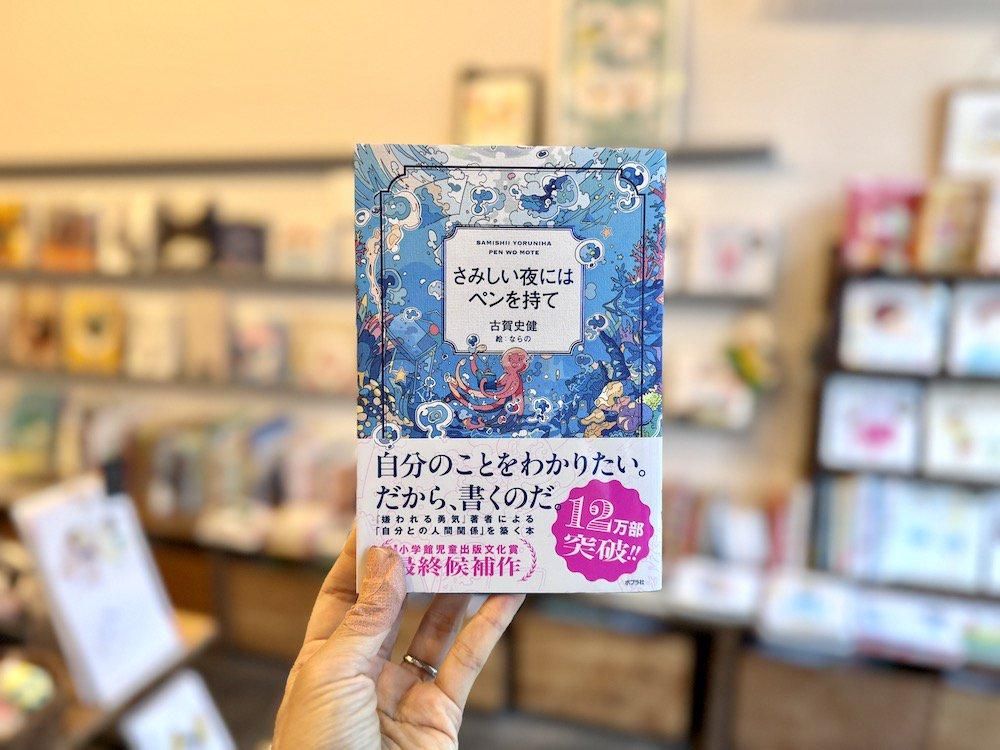 SAMISHII YORUNIHA
PEN WO MOTE
さみしい夜には
ペンを持て
古賀史健
絵:ならの
自分のことをわかりたい。
だから、書くのだ。
『嫌われる勇気』著者による
「自分との人間関係」を築く本
小学館児童出版文化賞
最終候補作
12万部
突破!!
ポプラ社